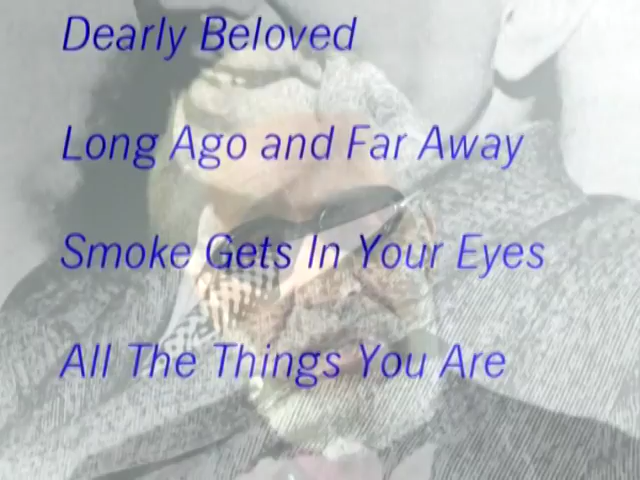 Dearly Beloved
Long Ago and Far Away
Smoke Gets In Your Eyes
All The Things You Are